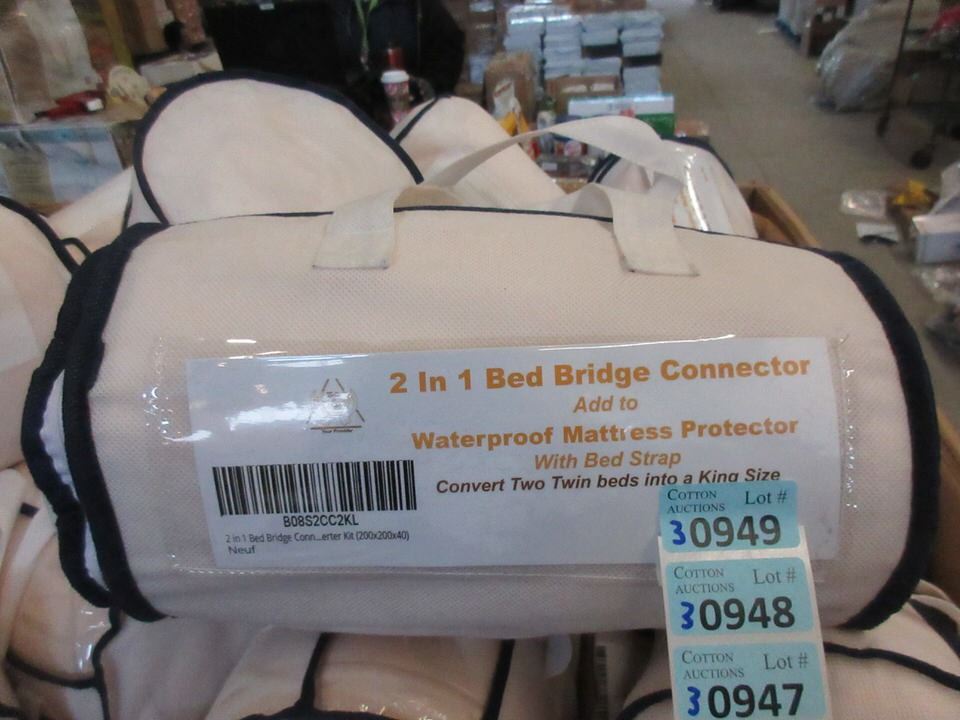 2 In 1 Bed Bridge Connector
Add to
Waterproof Mattress Protector
With Bed Strap
Convert Two Twin beds into a King Size
Your Provider
B08S2CC2KL
2 in 1 Bed Bridge Conn...erter Kit (200x200x40)
Neuf
COTTON AUCTIONS Lot #
30949
COTTON AUCTIONS Lot #
30948
COTTON AUCTIONS Lot #
30947